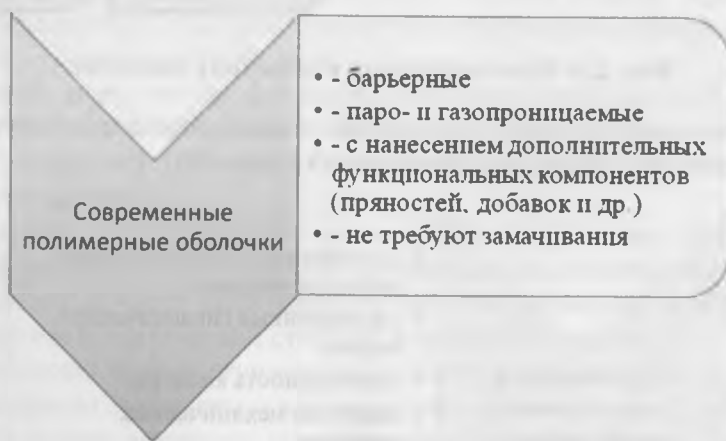 Современные
полимерные оболочки
• - барьерные
• - паро- и газопроницаемые
• - с нанесением дополнительных
функциональных компонентов
(пряностей, добавок и др.)
• - не требуют замачивания